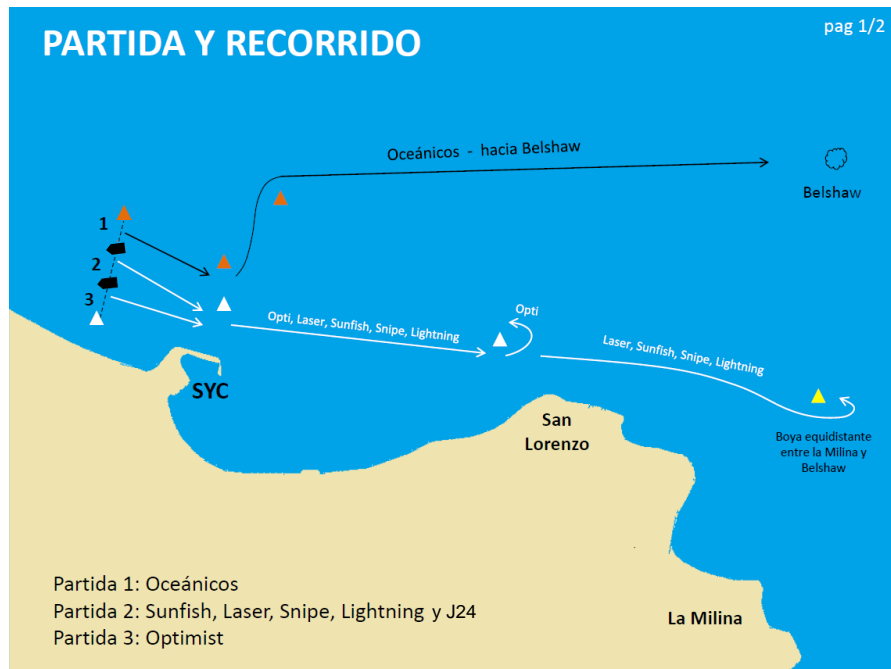 PARTIDA Y RECORRIDO
pag 1/2
Oceánicos - hacia Belshaw
Belshaw
1
2
3
Opti, Laser, Sunfish, Snipe, Lightning
Opti
Laser, Sunfish, Snipe, Lightning
SYC
San
Lorenzo
Boya equidistante
entre la Milina y
Belshaw
La Milina
Partida 1: Oceánicos
Partida 2: Sunfish, Laser, Snipe, Lightning y J24
Partida 3: Optimist